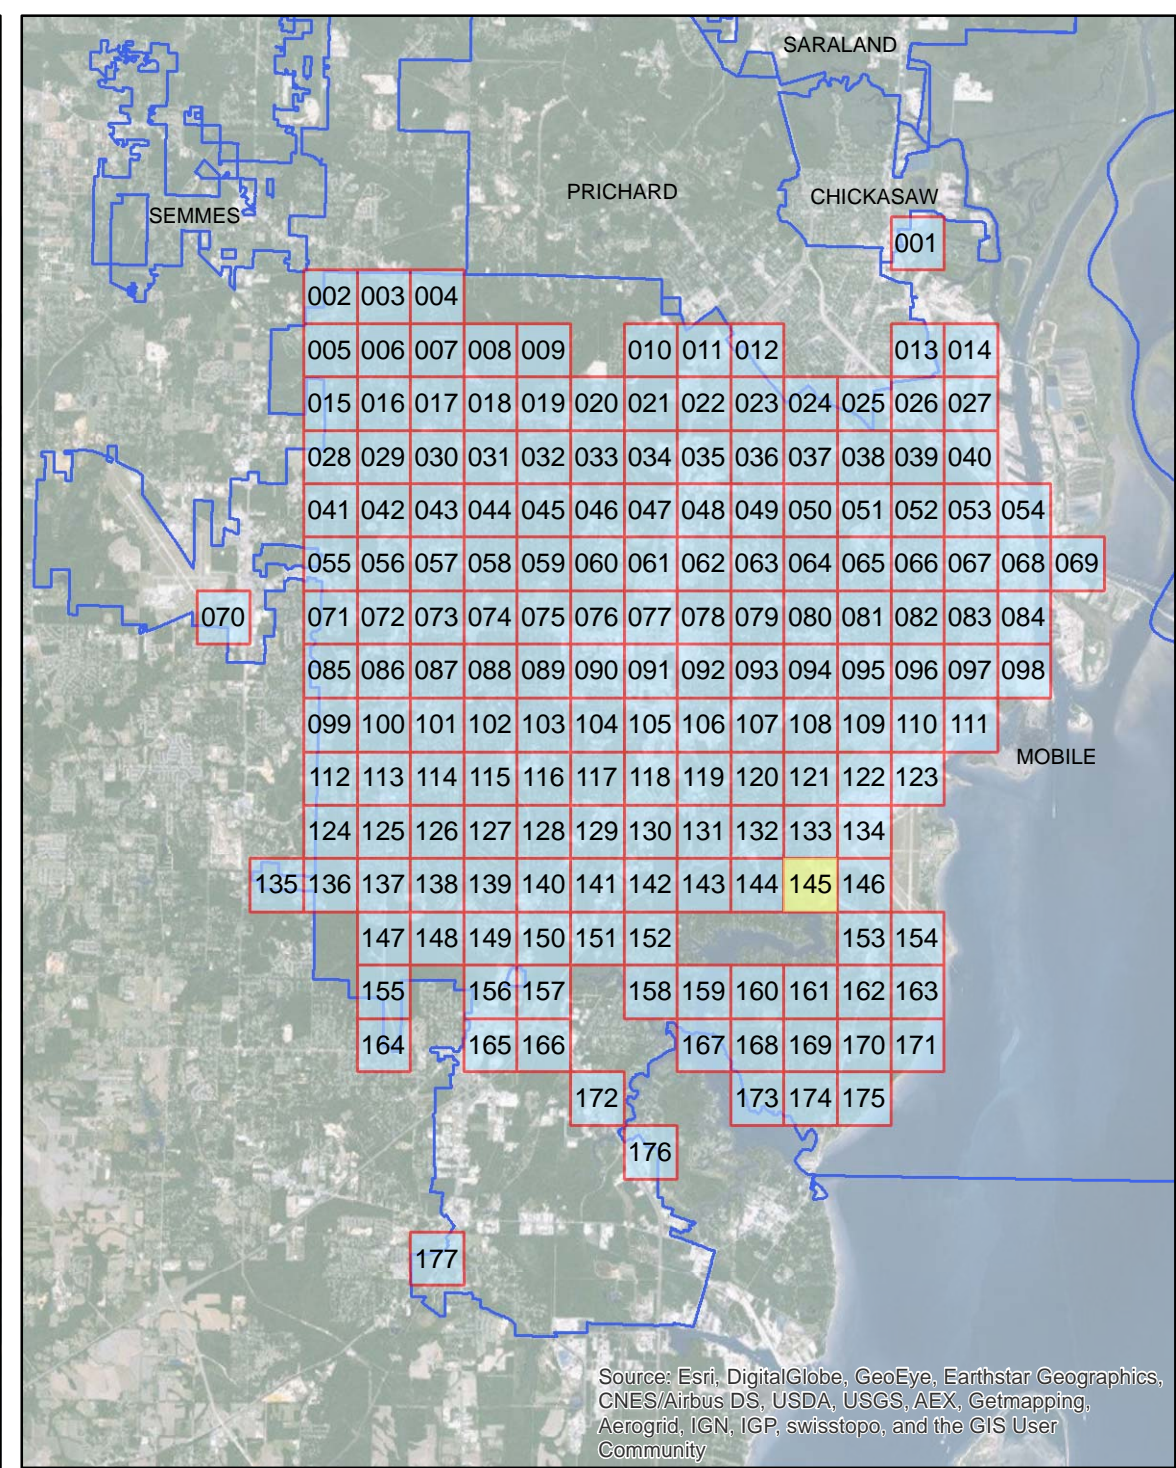 SARALAND
PRICHARD
CHICKASAW
SEMMES
001
002 003 004
005 006 007 008 009 010 011 012 013 014
015 016 017 018 019 020 021 022 023 024 025 026 027
028 029 030 031 032 033 034 035 036 037 038 039 040
041 042 043 044 045 046 047 048 049 050 051 052 053 054
055 056 057 058 059 060 061 062 063 064 065 066 067 068 069
070 071 072 073 074 075 076 077 078 079 080 081 082 083 084
085 086 087 088 089 090 091 092 093 094 095 096 097 098
099 100 101 102 103 104 105 106 107 108 109 110 111
MOBILE
112 113 114 115 116 117 118 119 120 121 122 123
124 125 126 127 128 129 130 131 132 133 134
135 136 137 138 139 140 141 142 143 144 145 146
147 148 149 150 151 152 153 154
155 156 157 158 159 160 161 162 163
164 165 166 167 168 169 170 171
172 173 174 175
176
177
Source: Esri, DigitalGlobe, GeoEye, Earthstar Geographics,
CNES/Airbus DS, USDA, USGS, AEX, Getmapping,
Aerogrid, IGN, IGP, swisstopo, and the GIS User
Community